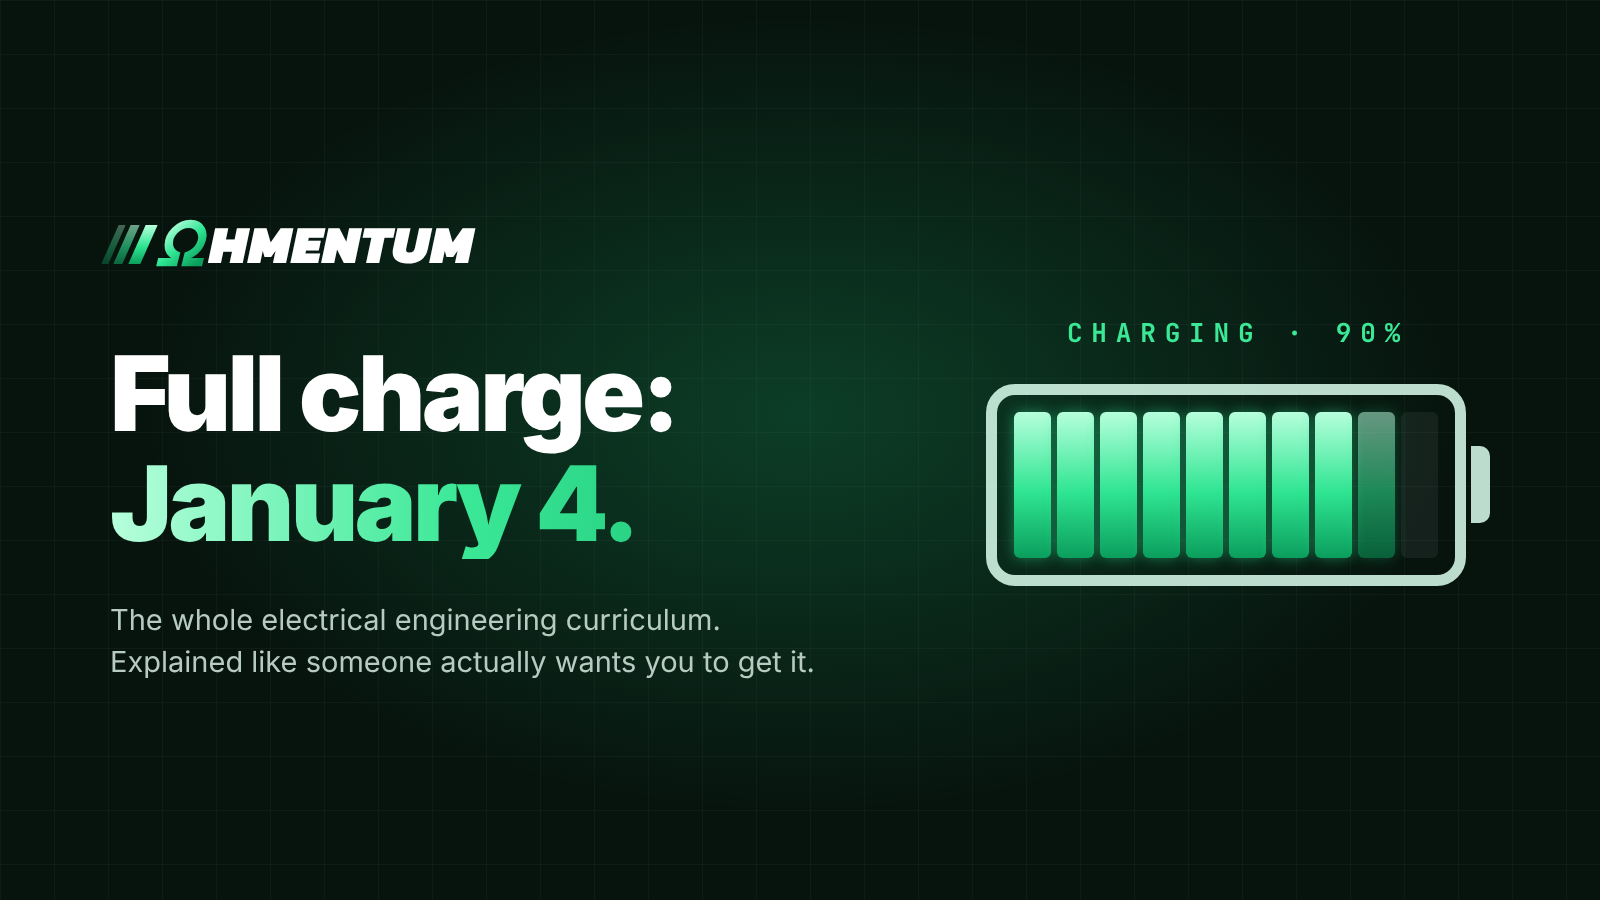 ΩHMENTUM
Full charge:
January 4.
The whole electrical engineering curriculum.
Explained like someone actually wants you to get it.
CHARGING · 90%